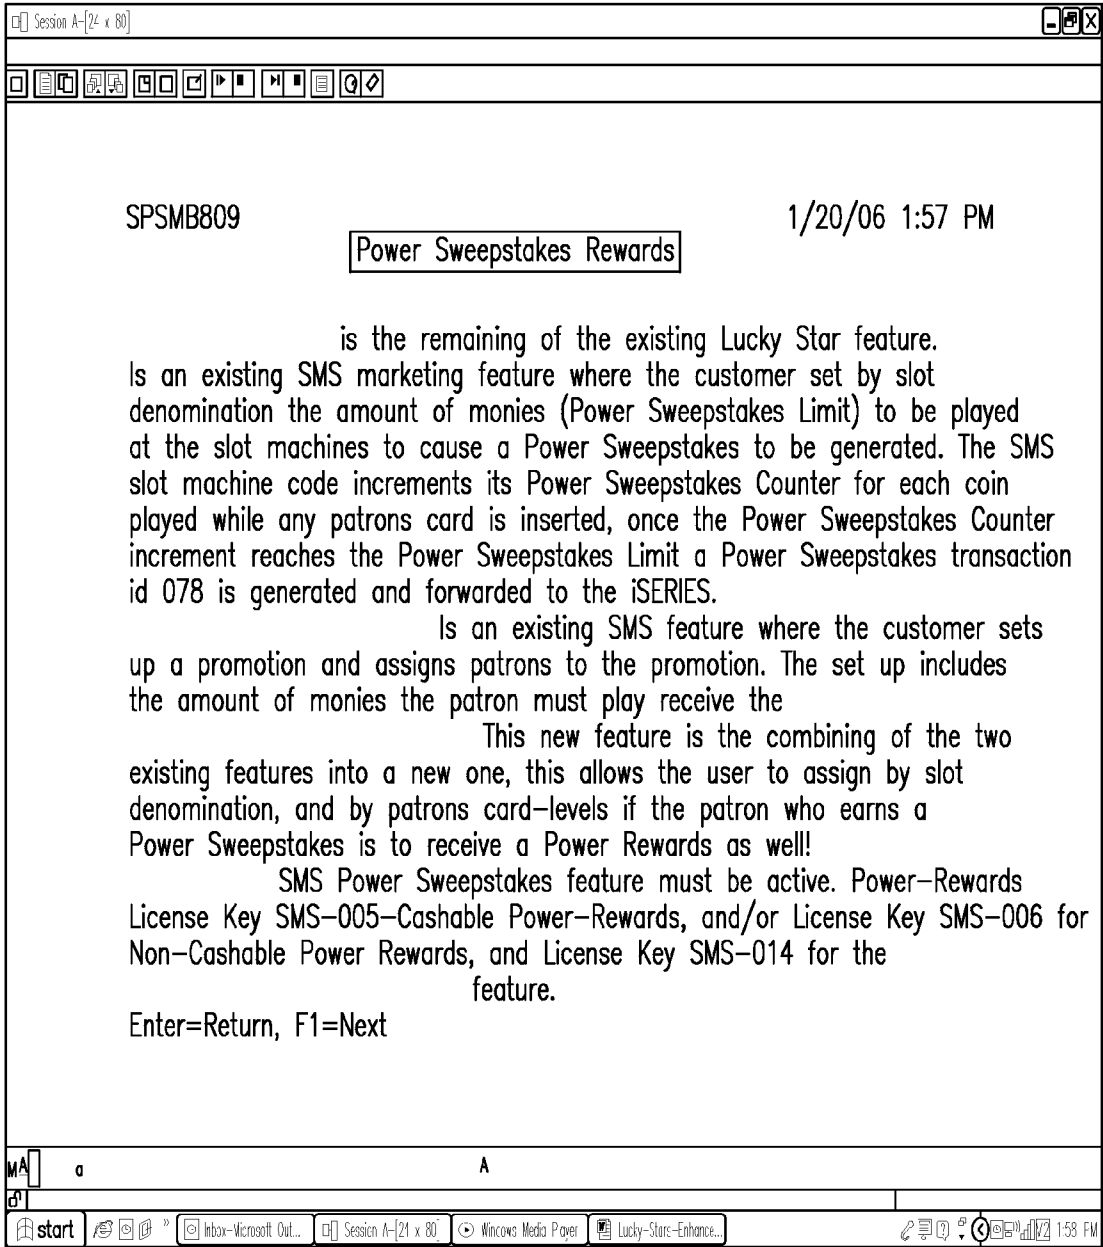 Session A-[24 x 80]
SPSMB809 1/20/06 1:57 PM
Power Sweepstakes Rewards
is the remaining of the existing Lucky Star feature.
Is an existing SMS marketing feature where the customer set by slot
denomination the amount of monies (Power Sweepstakes Limit) to be played
at the slot machines to cause a Power Sweepstakes to be generated. The SMS
slot machine code increments its Power Sweepstakes Counter for each coin
played while any patrons card is inserted, once the Power Sweepstakes Counter
increment reaches the Power Sweepstakes Limit a Power Sweepstakes transaction
id 078 is generated and forwarded to the iSERIES.
Is an existing SMS feature where the customer sets
up a promotion and assigns patrons to the promotion. The set up includes
the amount of monies the patron must play receive the
This new feature is the combining of the two
existing features into a new one, this allows the user to assign by slot
denomination, and by patrons card-levels if the patron who earns a
Power Sweepstakes is to receive a Power Rewards as well!
SMS Power Sweepstakes feature must be active. Power-Rewards
License Key SMS-005-Cashable Power-Rewards, and/or License Key SMS-006 for
Non-Cashable Power Rewards, and License Key SMS-014 for the
feature.
Enter=Return, F1=Next
MA a A
start » Inbox-Microsoft Out... Session A-[24 x 80] Windows Media Player Lucky-Stars-Enhance... V2 1:58 PM